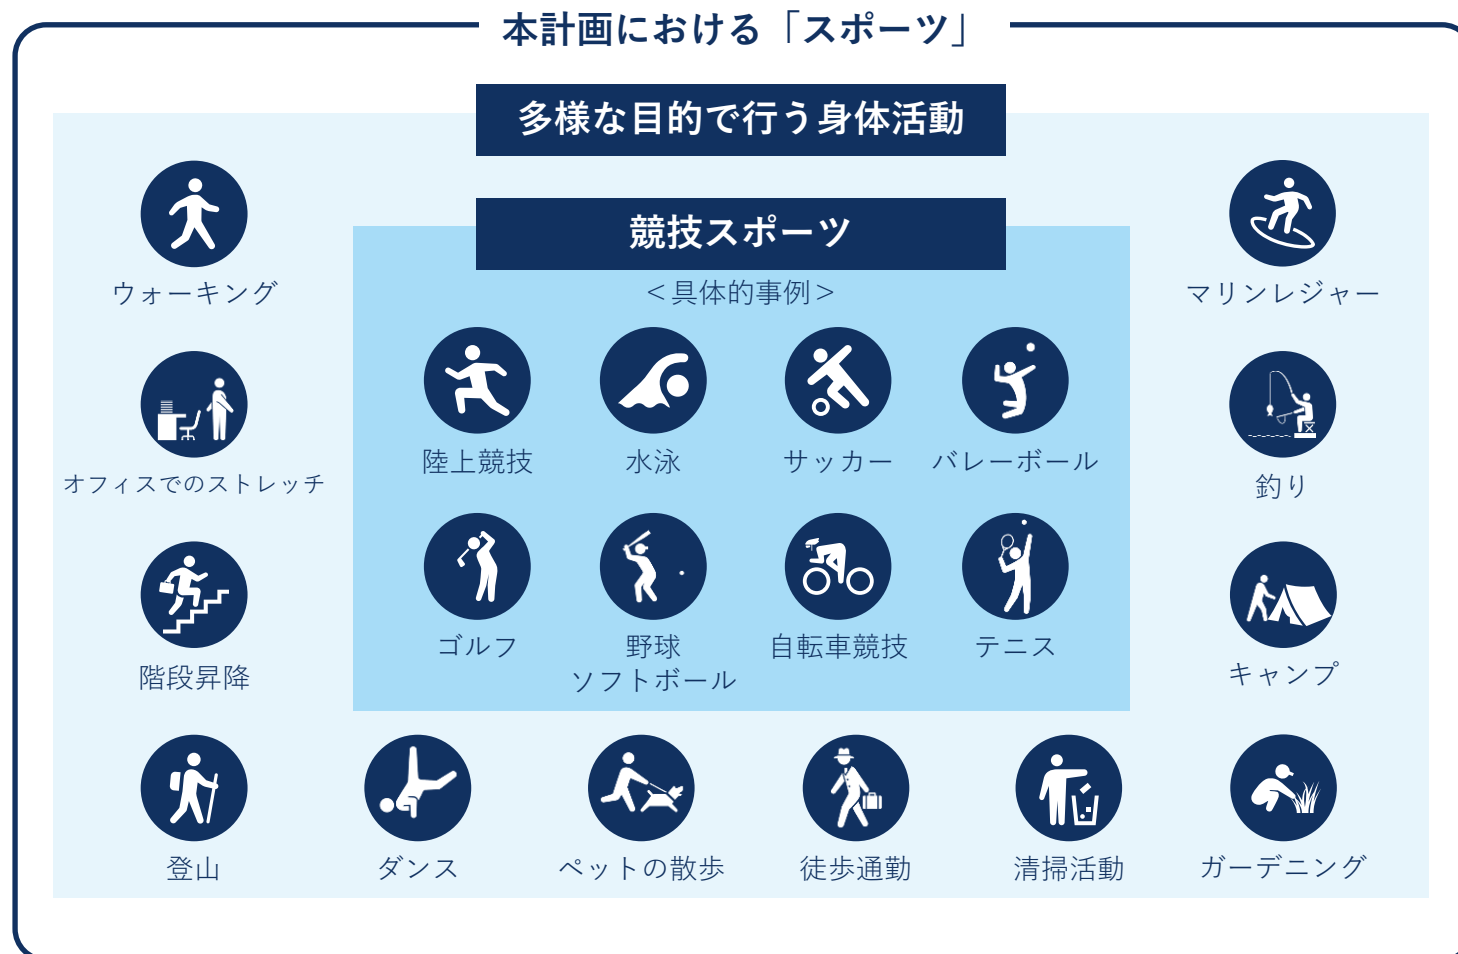 本計画における「スポーツ」
多様な目的で行う身体活動
競技スポーツ
＜具体的事例＞
ウォーキング
マリンレジャー
陸上競技
水泳
サッカー
バレーボール
オフィスでのストレッチ
釣り
ゴルフ
野球
ソフトボール
自転車競技
テニス
階段昇降
キャンプ
登山
ダンス
ペットの散歩
徒歩通勤
清掃活動
ガーデニング